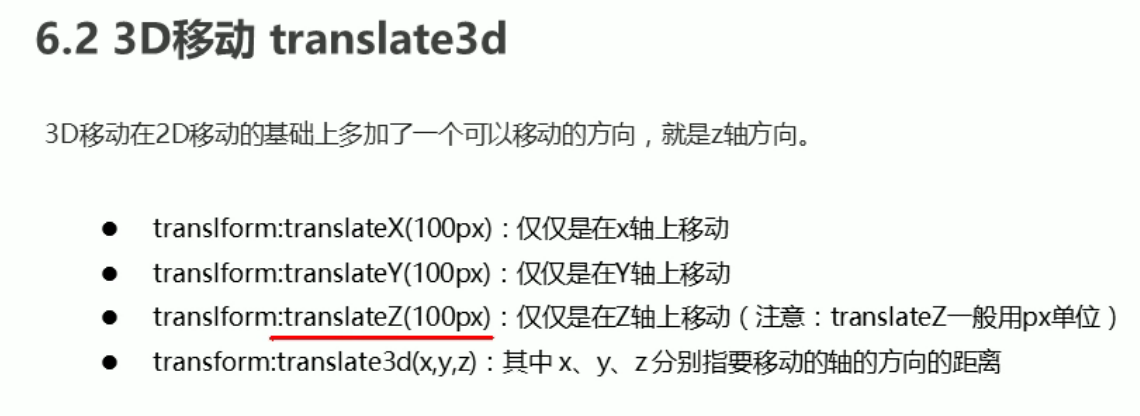 6.2 3D移动 translate3d
3D移动在2D移动的基础上多加了一个可以移动的方向，就是z轴方向。
● translform:translateX(100px)：仅仅是在x轴上移动
● translform:translateY(100px)：仅仅是在Y轴上移动
● translform:translateZ(100px)：仅仅是在Z轴上移动（注意：translateZ一般用px单位）
● transform:translate3d(x,y,z)：其中 x、y、z 分别指要移动的轴的方向的距离